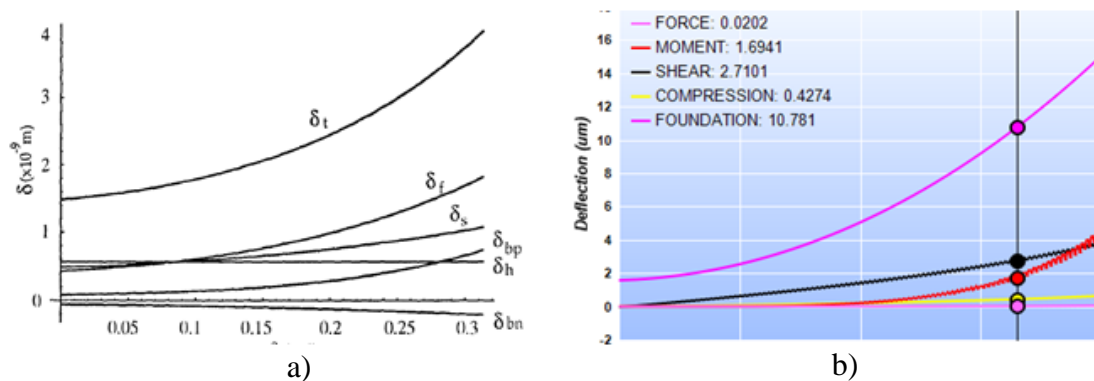 4
3
2
1
0
δ(x10⁻⁹m)
δt
δf
δs
δbp
δh
δbn
0.05
0.1
0.15
0.2
0.25
0.3
a)
16
14
12
10
8
6
4
2
0
-2
Deflection (um)
FORCE: 0.0202
MOMENT: 1.6941
SHEAR: 2.7101
COMPRESSION: 0.4274
FOUNDATION: 10.781
b)